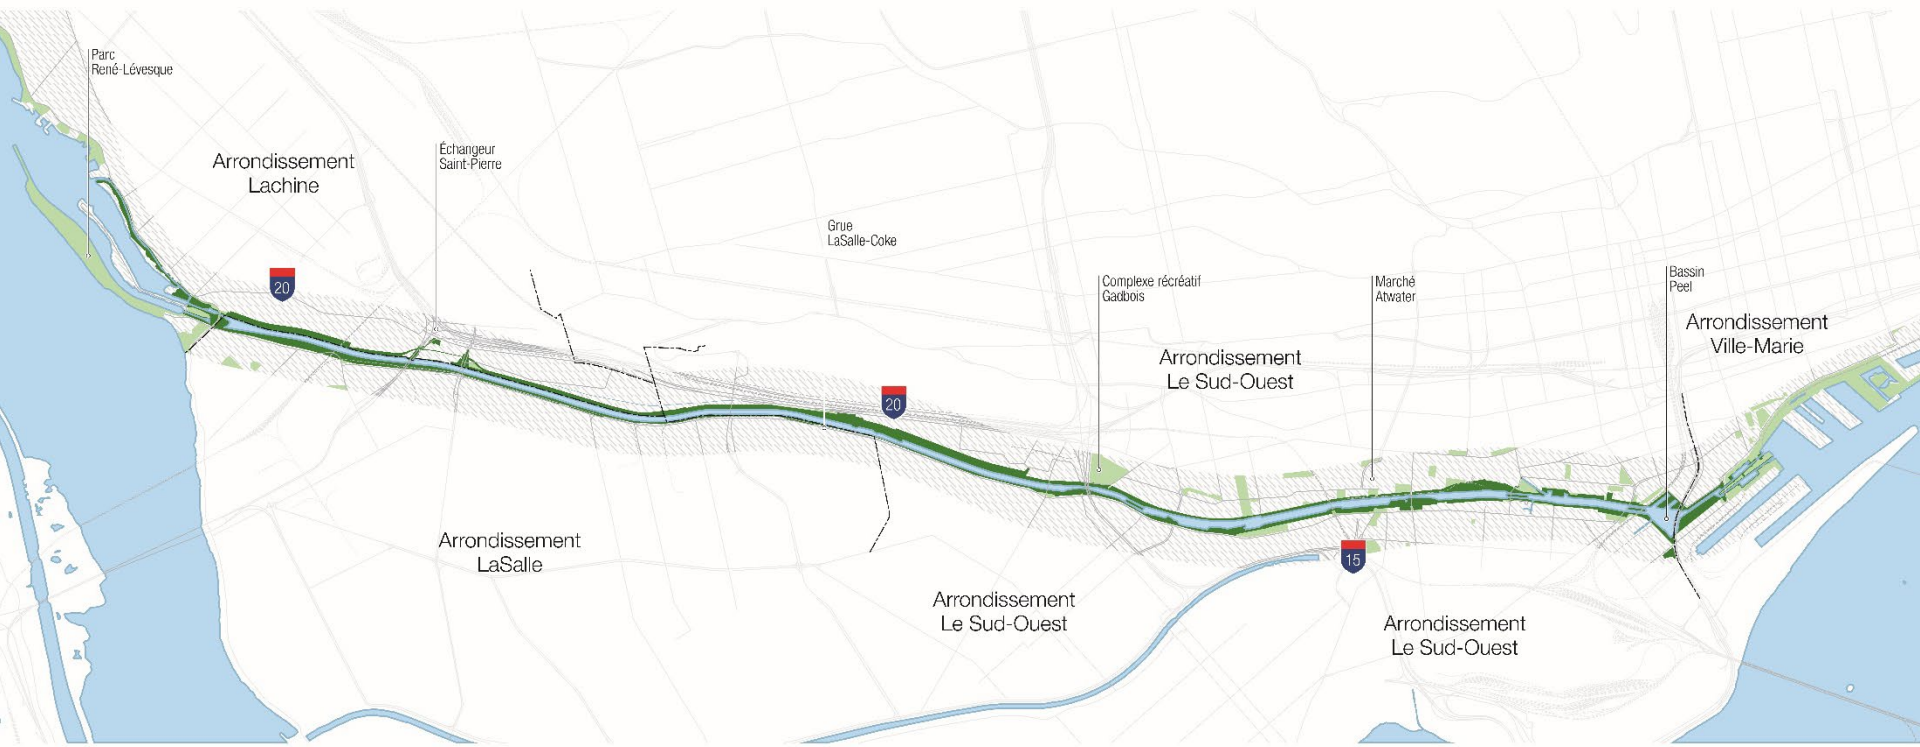 Parc
René-Lévesque
Arrondissement
Lachine
Échangeur
Saint-Pierre
Grue
LaSalle-Coke
20
Complexe récréatif
Gadbois
Marché
Atwater
Bassin
Peel
Arrondissement
Ville-Marie
Arrondissement
Le Sud-Ouest
20
Arrondissement
LaSalle
15
Arrondissement
Le Sud-Ouest
Arrondissement
Le Sud-Ouest